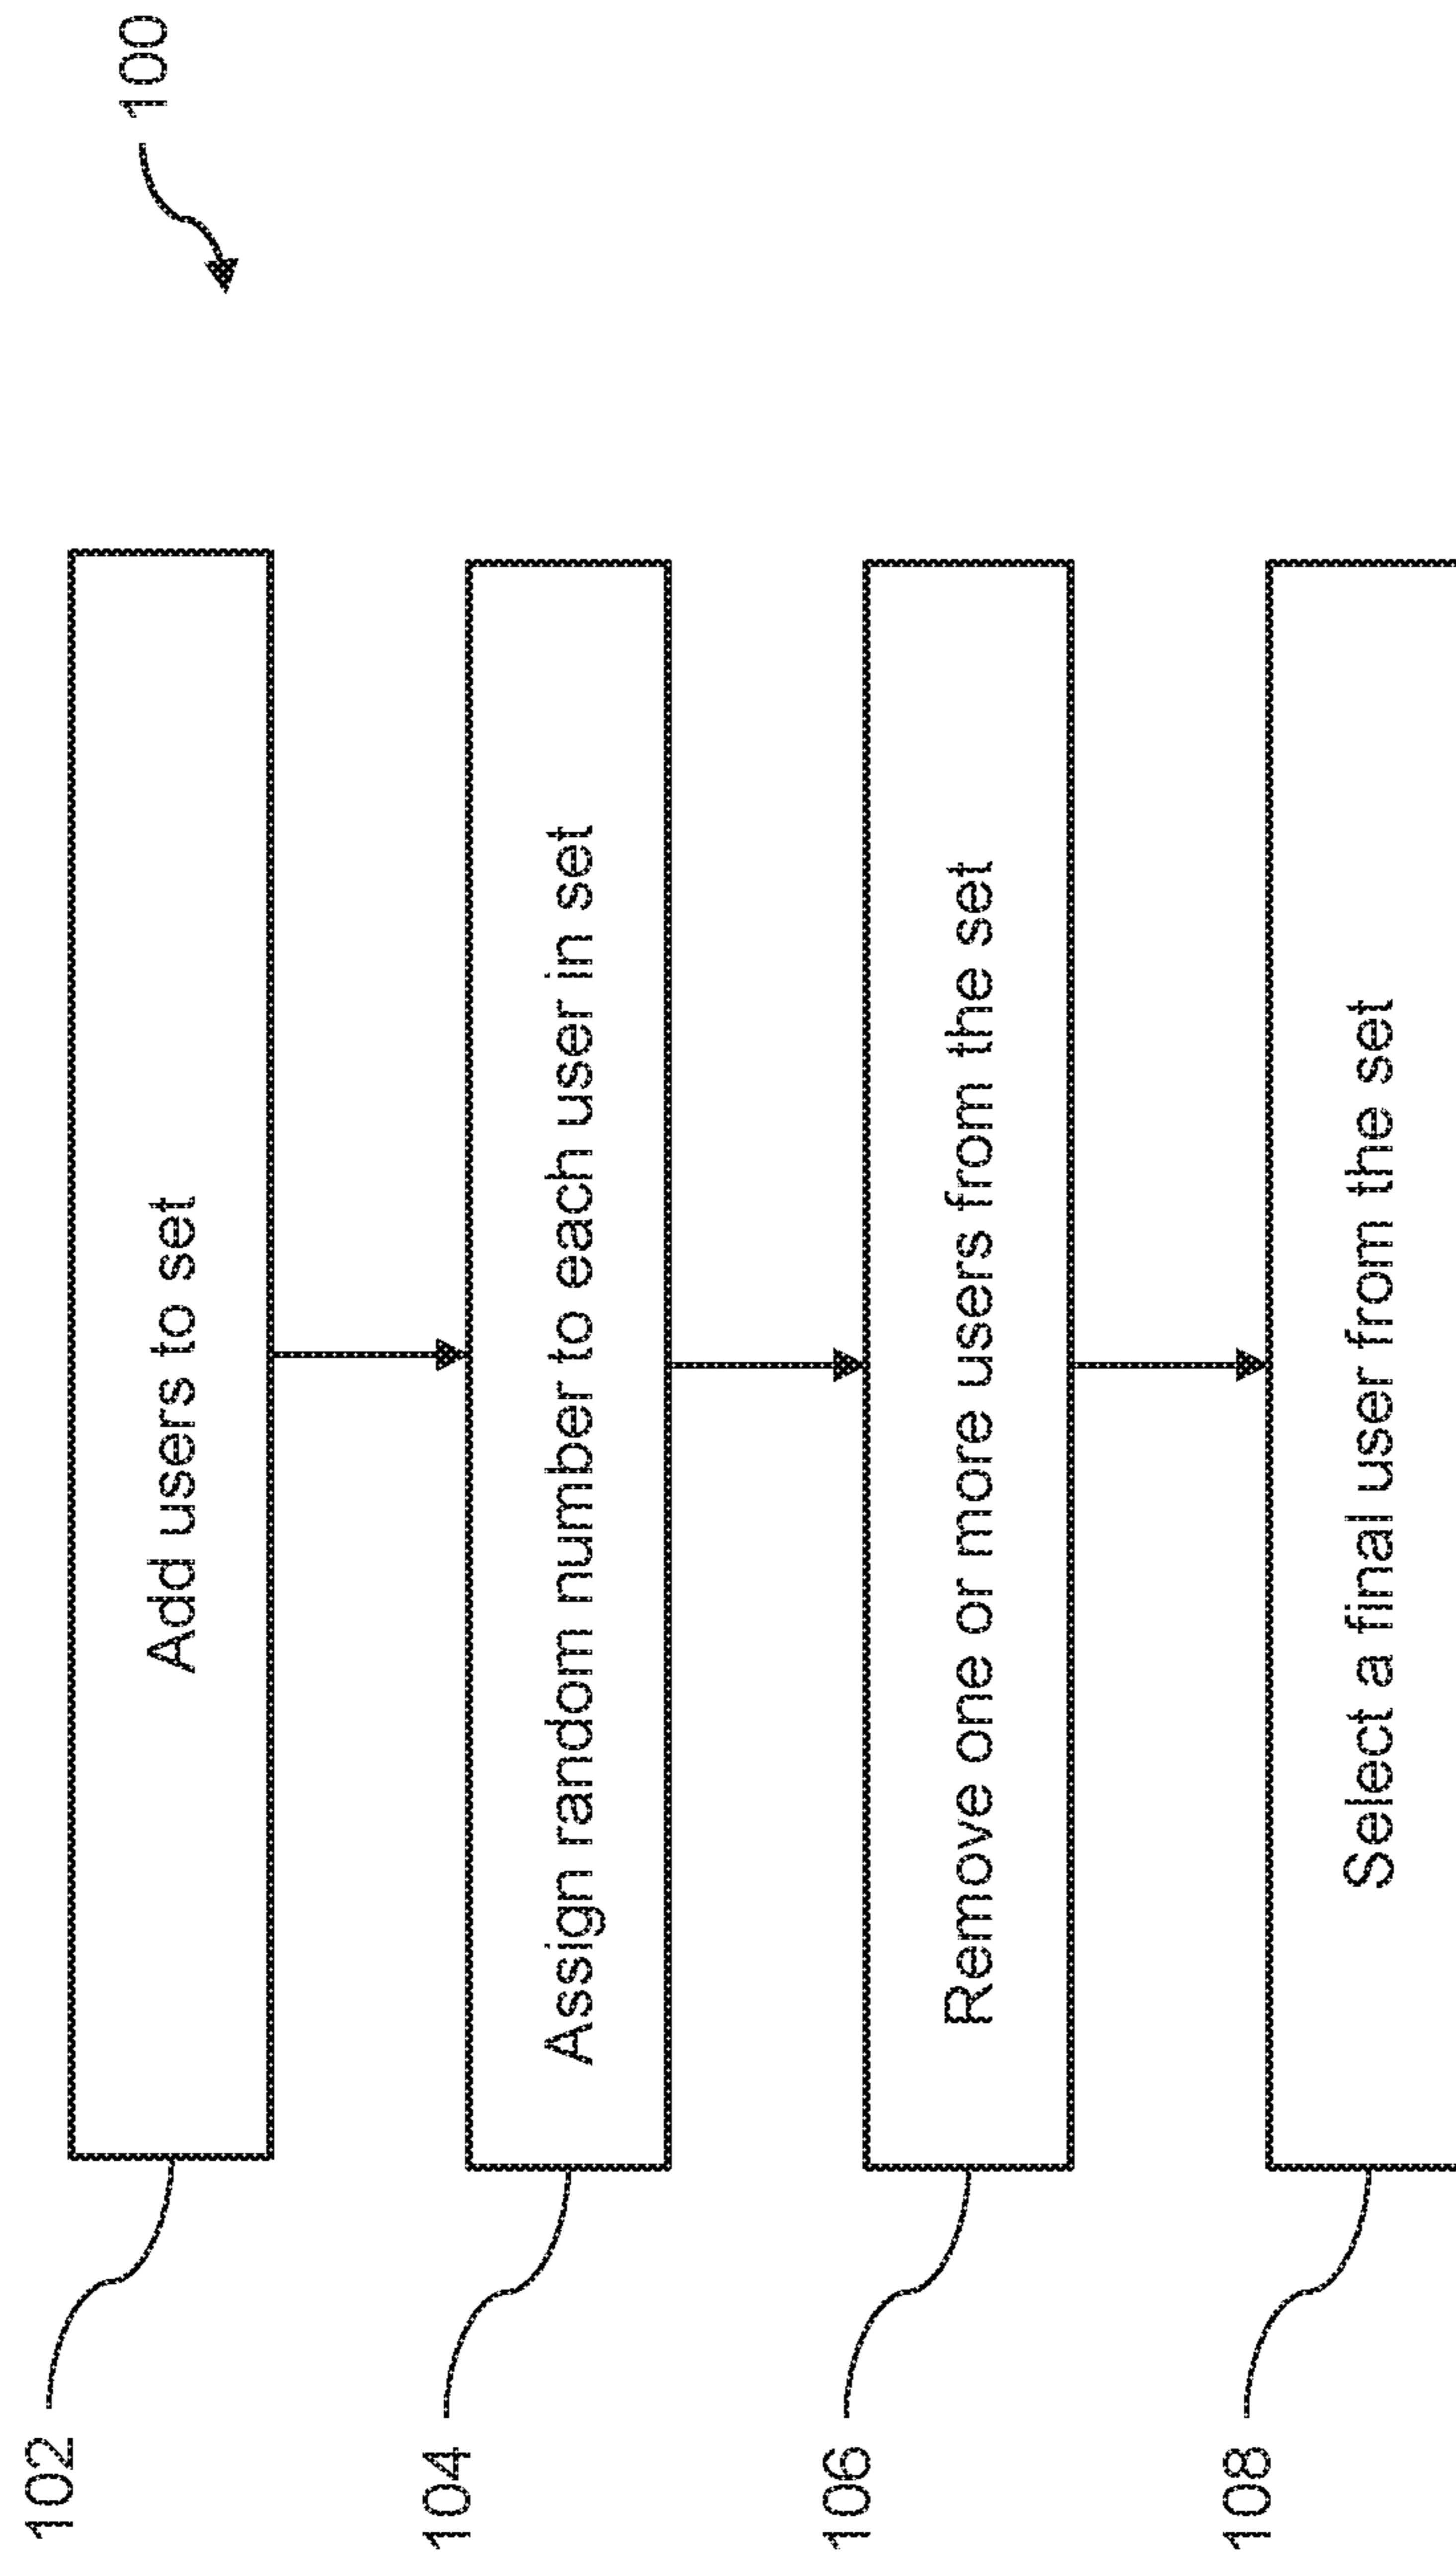 100
102
Add users to set
104
Assign random number to each user in set
106
Remove one or more users from the set
108
Select a final user from the set